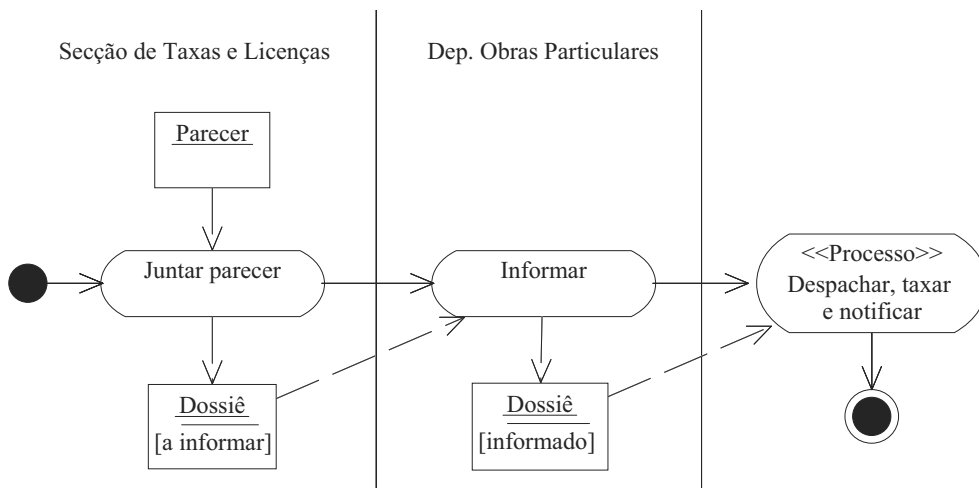 Secção de Taxas e Licenças
Dep. Obras Particulares
Parecer
Juntar parecer
Informar
<<Processo>>
Despachar, taxar
e notificar
Dossiê
[a informar]
Dossiê
[informado]